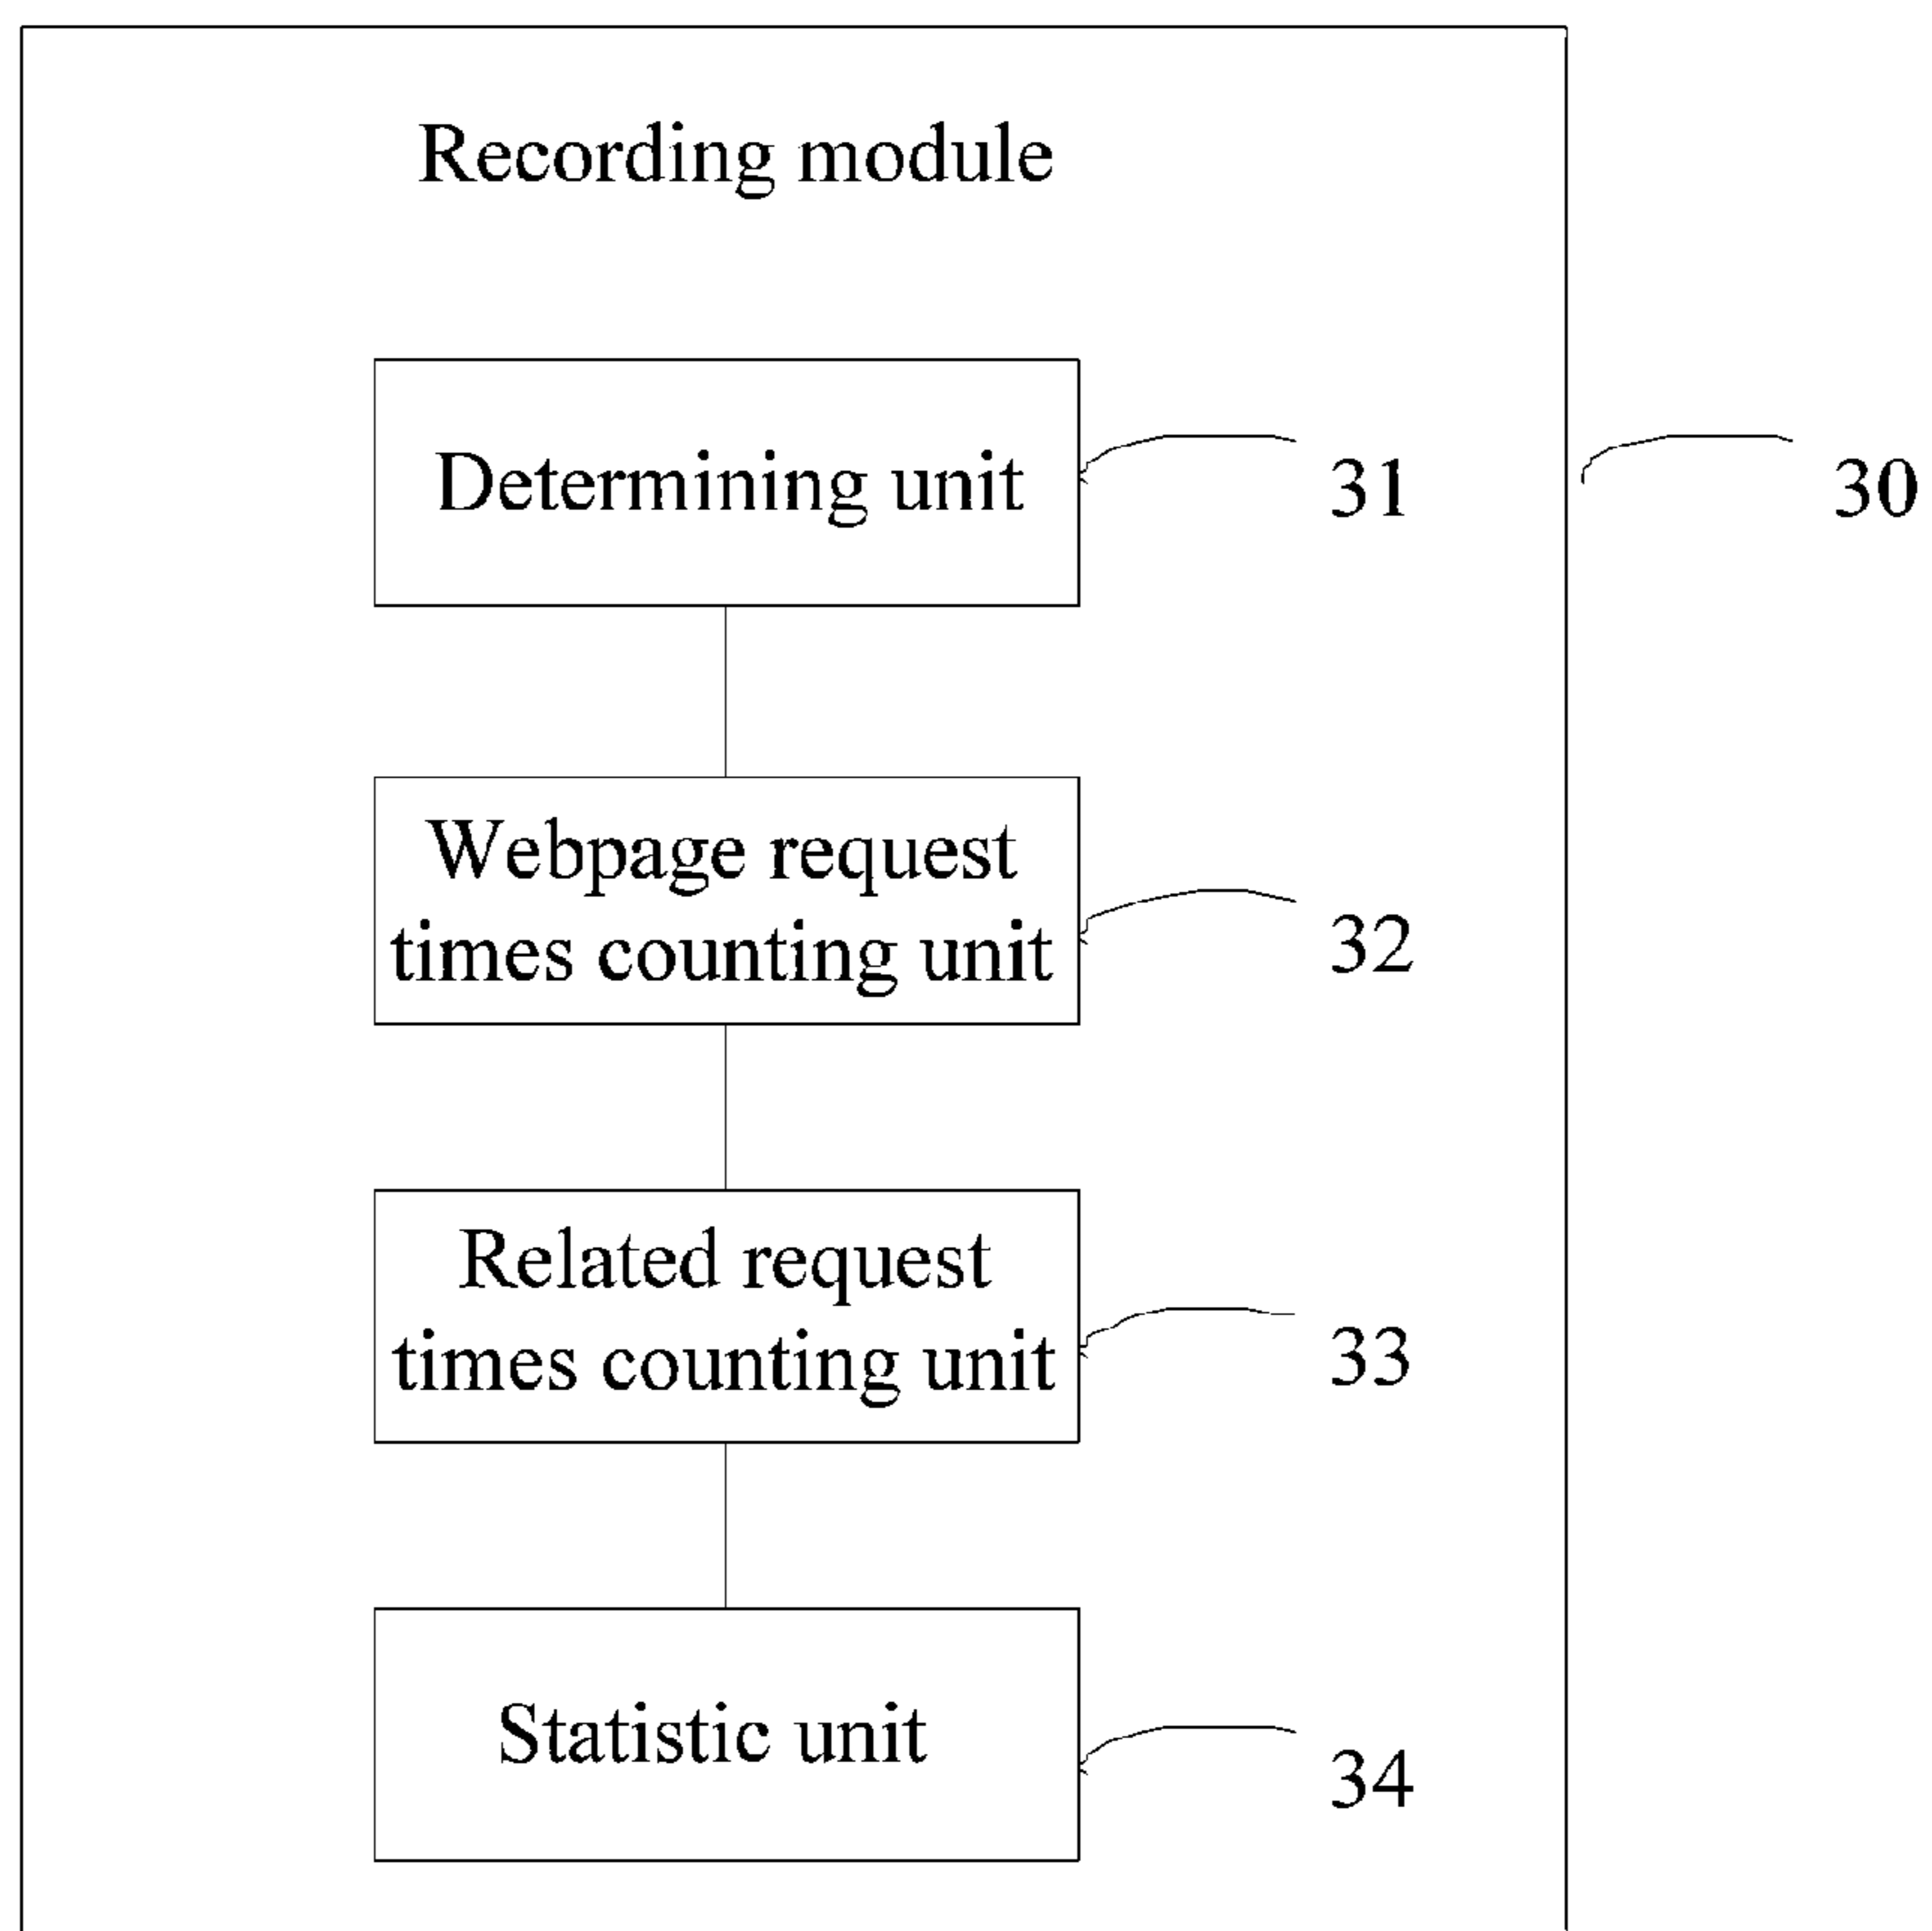 Recording module
Determining unit
31
30
Webpage request
times counting unit
32
Related request
times counting unit
33
Statistic unit
34